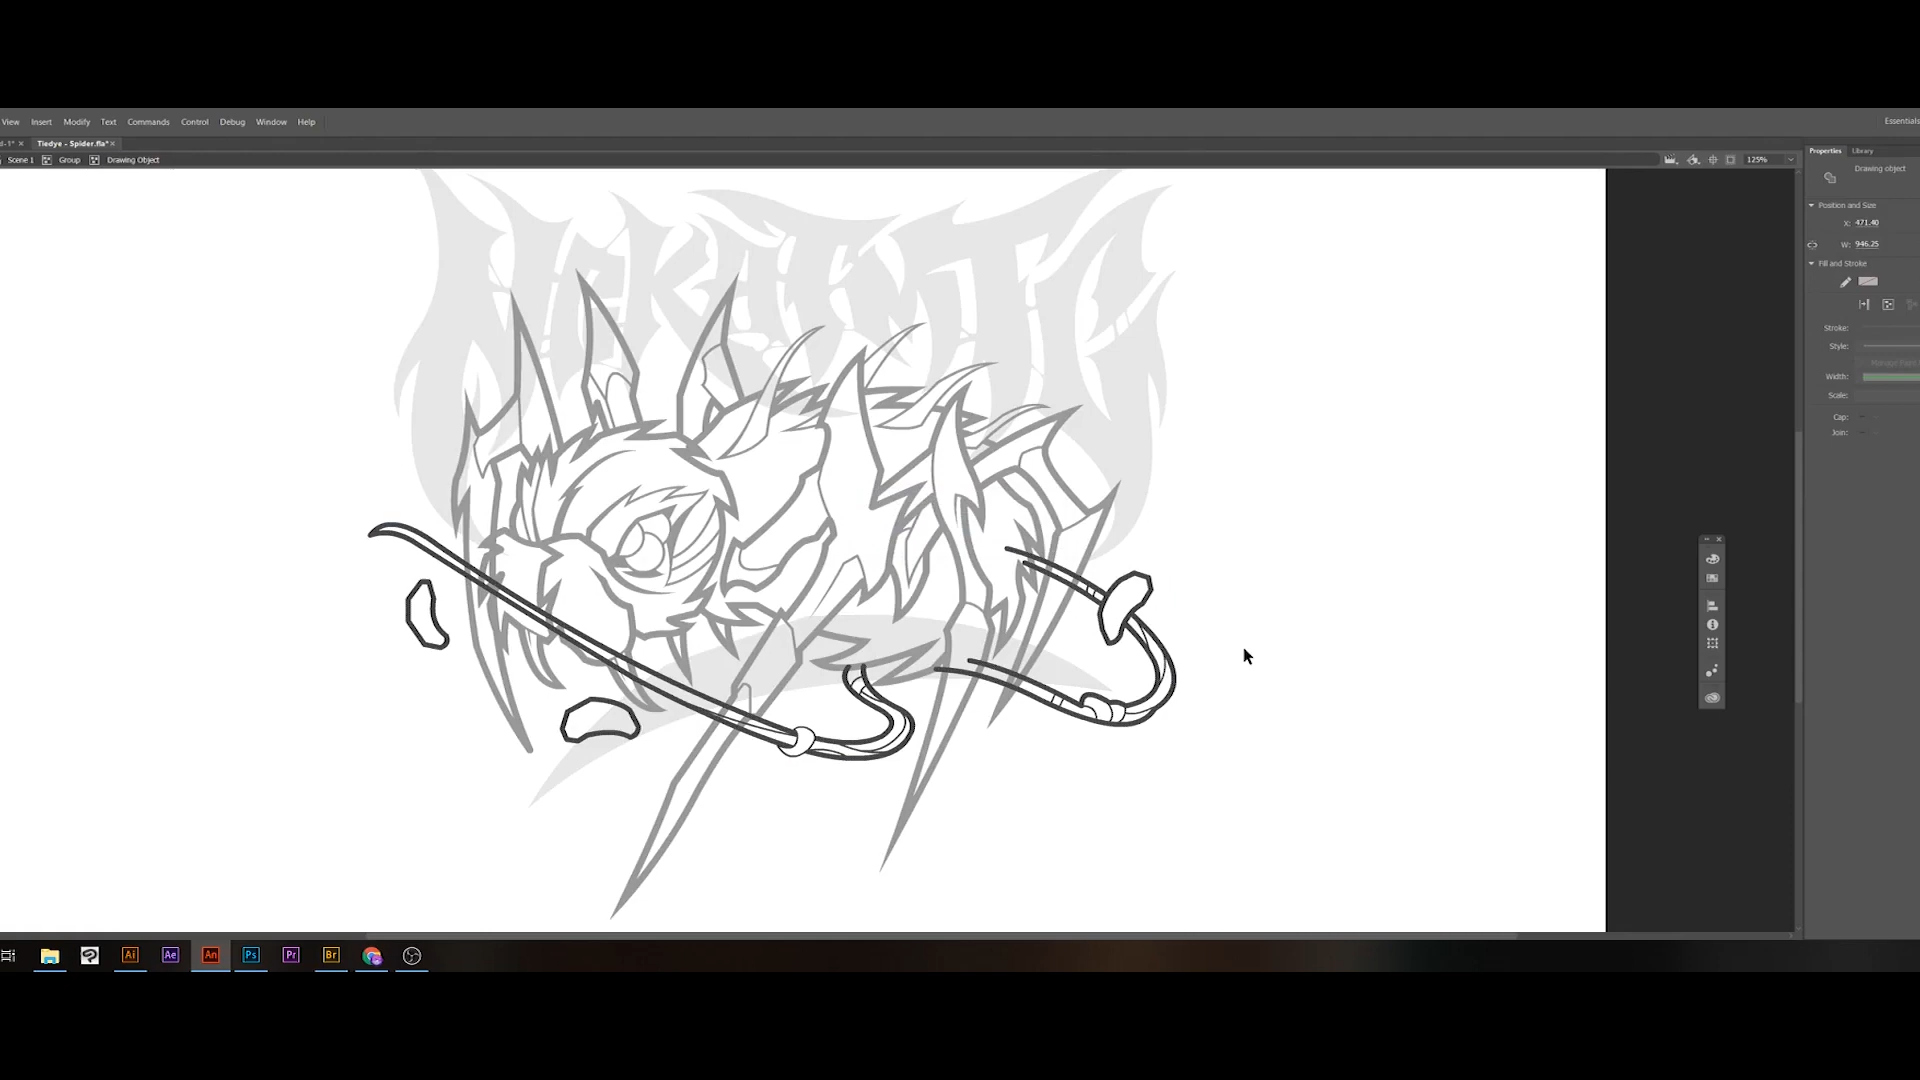 View Insert Modify Text Commands Control Debug Window Help
Essentials
Tiedye - Spider.fla*
Scene 1 Group Drawing Object
125%
Properties Library
Drawing object
Position and Size
X: 471.40
W: 946.25
Fill and Stroke
Stroke:
Style:
Width:
Scale:
Cap:
Join:
Ai Ae An Ps Pr Br